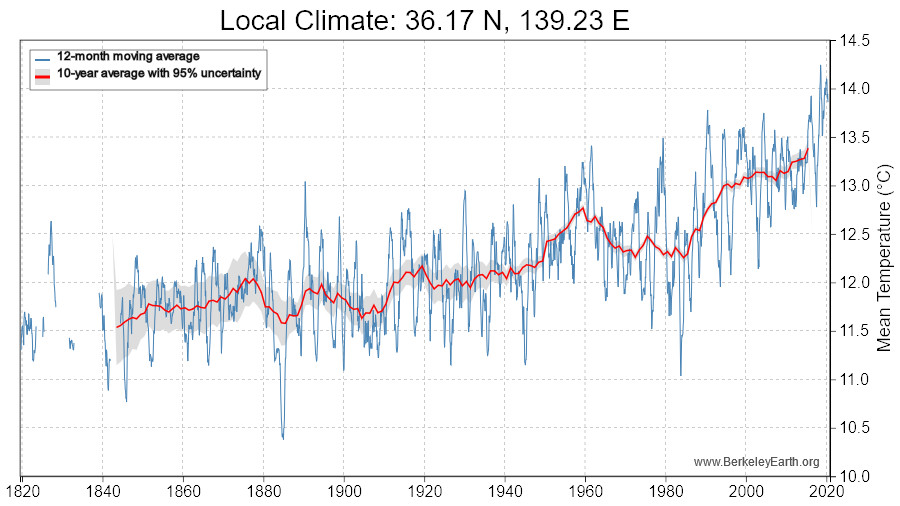 Local Climate: 36.17 N, 139.23 E
12-month moving average
10-year average with 95% uncertainty
14.5
14.0
13.5
13.0
12.5
12.0
11.5
11.0
10.5
10.0
Mean Temperature (°C)
www.BerkeleyEarth.org
1820 1840 1860 1880 1900 1920 1940 1960 1980 2000 2020